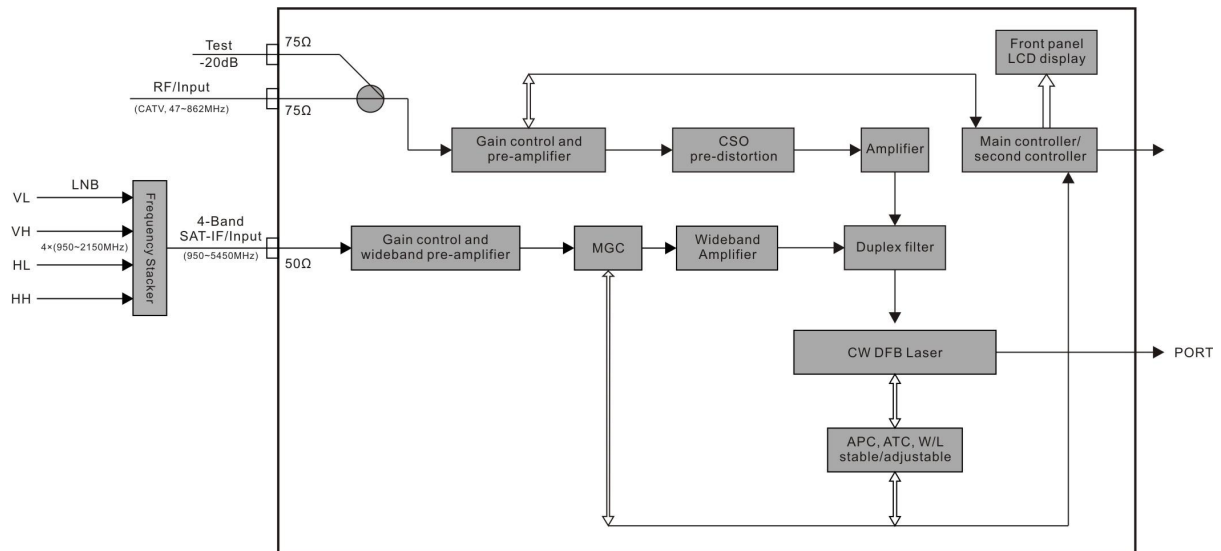 Test
-20dB
75Ω
RF/Input
(CATV, 47~862MHz)
75Ω
Front panel
LCD display
Gain control and
pre-amplifier
CSO
pre-distortion
Amplifier
Main controller/
second controller
LNB
VL
VH
4×(950~2150MHz)
HL
HH
Frequency Stacker
4-Band
SAT-IF/Input
(950~5450MHz)
50Ω
Gain control and
wideband pre-amplifier
MGC
Wideband
Amplifier
Duplex filter
CW DFB Laser
PORT
APC, ATC, W/L
stable/adjustable